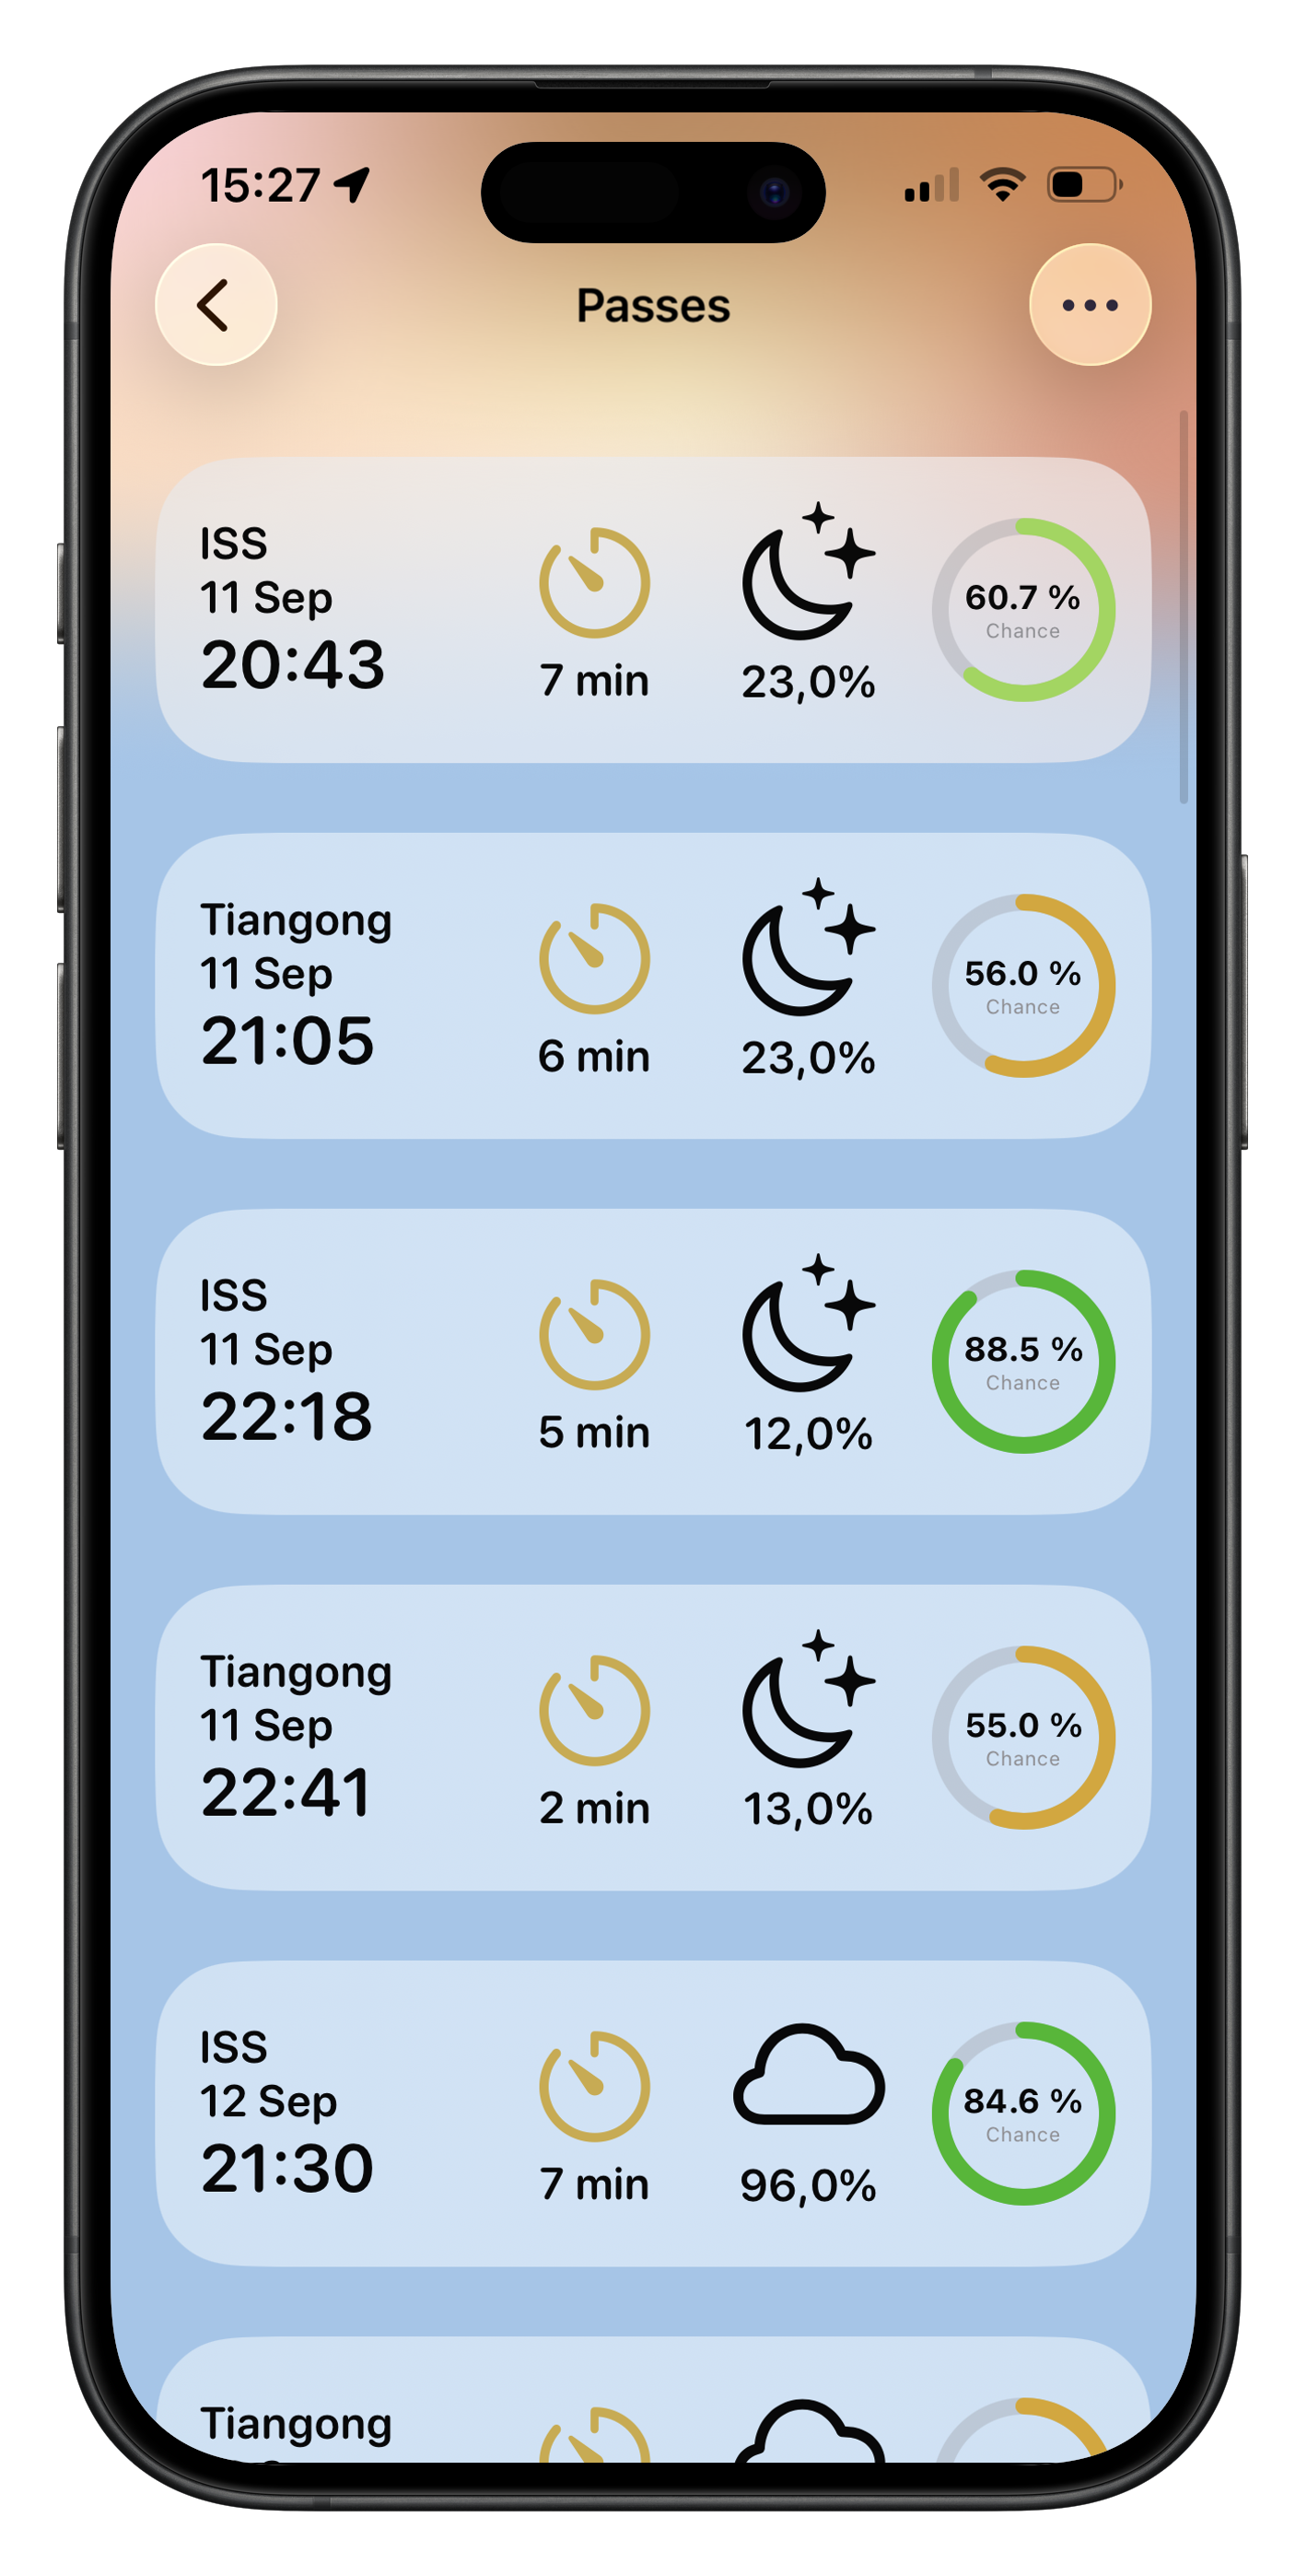 15:27
Passes
ISS
11 Sep
20:43
7 min
23,0%
60.7 %
Chance
Tiangong
11 Sep
21:05
6 min
23,0%
56.0 %
Chance
ISS
11 Sep
22:18
5 min
12,0%
88.5 %
Chance
Tiangong
11 Sep
22:41
2 min
13,0%
55.0 %
Chance
ISS
12 Sep
21:30
7 min
96,0%
84.6 %
Chance
Tiangong